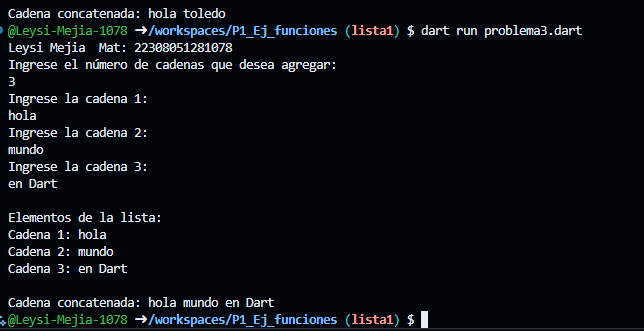 Cadena concatenada: hola toledo
@Leysi-Mejia-1078 ➜/workspaces/P1_Ej_funciones (lista1) $ dart run problema3.dart
Leysi Mejia  Mat: 22308051281078
Ingrese el número de cadenas que desea agregar:
3
Ingrese la cadena 1:
hola
Ingrese la cadena 2:
mundo
Ingrese la cadena 3:
en Dart
Elementos de la lista:
Cadena 1: hola
Cadena 2: mundo
Cadena 3: en Dart
Cadena concatenada: hola mundo en Dart
@Leysi-Mejia-1078 ➜/workspaces/P1_Ej_funciones (lista1) $